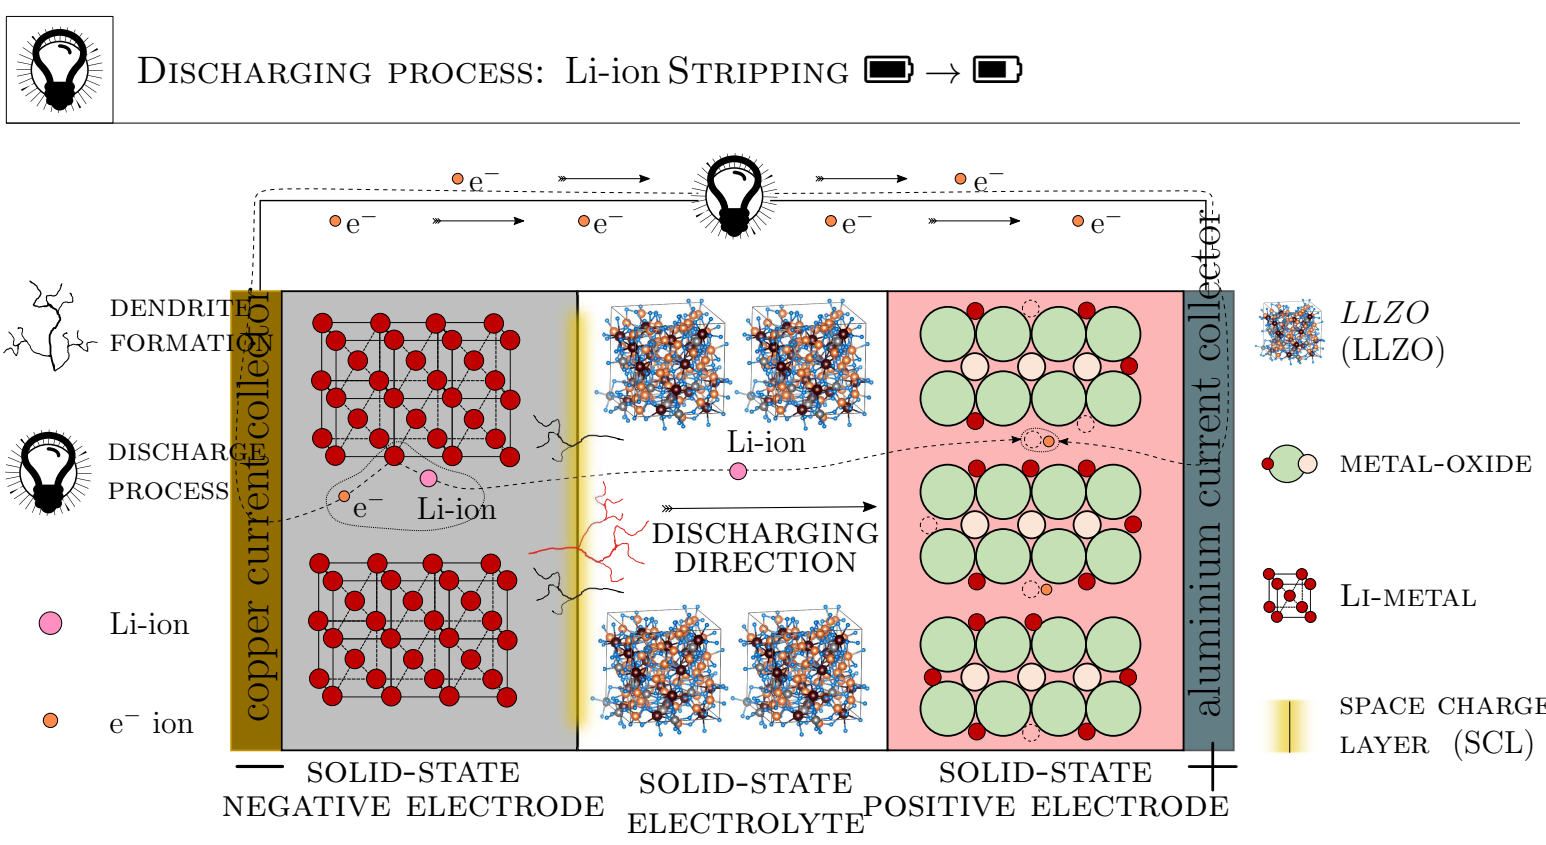 DISCHARGING PROCESS: Li-ion STRIPPING →
e⁻ e⁻
e⁻ e⁻ e⁻ e⁻
DENDRITE
FORMATION
DISCHARGE
PROCESS
Li-ion
e⁻ ion
copper current collector
e⁻
Li-ion
Li-ion
DISCHARGING
DIRECTION
aluminium current collector
LLZO
(LLZO)
METAL-OXIDE
LI-METAL
SPACE CHARGE
LAYER (SCL)
SOLID-STATE
NEGATIVE ELECTRODE
SOLID-STATE
ELECTROLYTE
SOLID-STATE
POSITIVE ELECTRODE